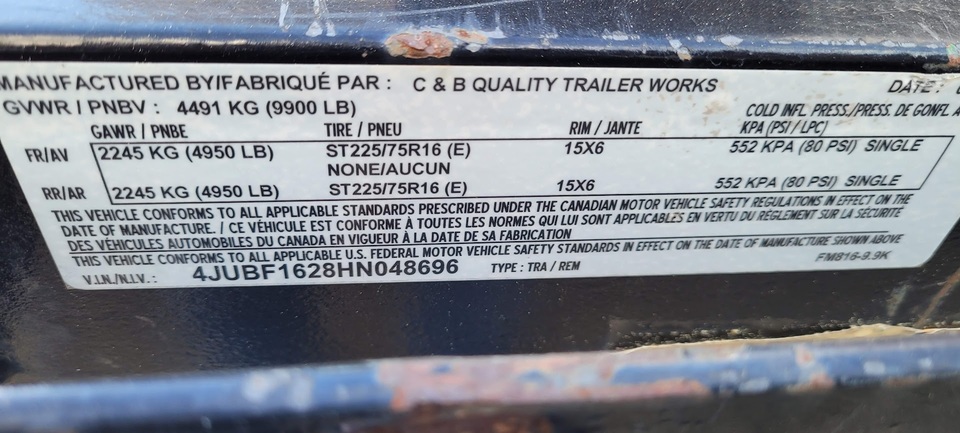 MANUFACTURED BY/FABRIQUÉ PAR : C & B QUALITY TRAILER WORKS DATE :
GVWR / PNBV : 4491 KG (9900 LB) COLD INFL. PRESS./PRESS. DE GONFL. A
GAWR / PNBE TIRE / PNEU RIM / JANTE KPA (PSI / LPC)
FR/AV 2245 KG (4950 LB) ST225/75R16 (E) 15X6 552 KPA (80 PSI) SINGLE
NONE/AUCUN
RR/AR 2245 KG (4950 LB) ST225/75R16 (E) 15X6 552 KPA (80 PSI) SINGLE
THIS VEHICLE CONFORMS TO ALL APPLICABLE STANDARDS PRESCRIBED UNDER THE CANADIAN MOTOR VEHICLE SAFETY REGULATIONS IN EFFECT ON THE
DATE OF MANUFACTURE. / CE VÉHICULE EST CONFORME À TOUTES LES NORMES QUI LUI SONT APPLICABLES EN VERTU DU RÈGLEMENT SUR LA SÉCURITÉ
DES VÉHICULES AUTOMOBILES DU CANADA EN VIGUEUR À LA DATE DE SA FABRICATION
THIS VEHICLE CONFORMS TO ALL APPLICABLE U.S. FEDERAL MOTOR VEHICLE SAFETY STANDARDS IN EFFECT ON THE DATE OF MANUFACTURE SHOWN ABOVE
V.I.N./N.I.V. : 4JUBF1628HN048696 TYPE : TRA / REM FM816-9.9K